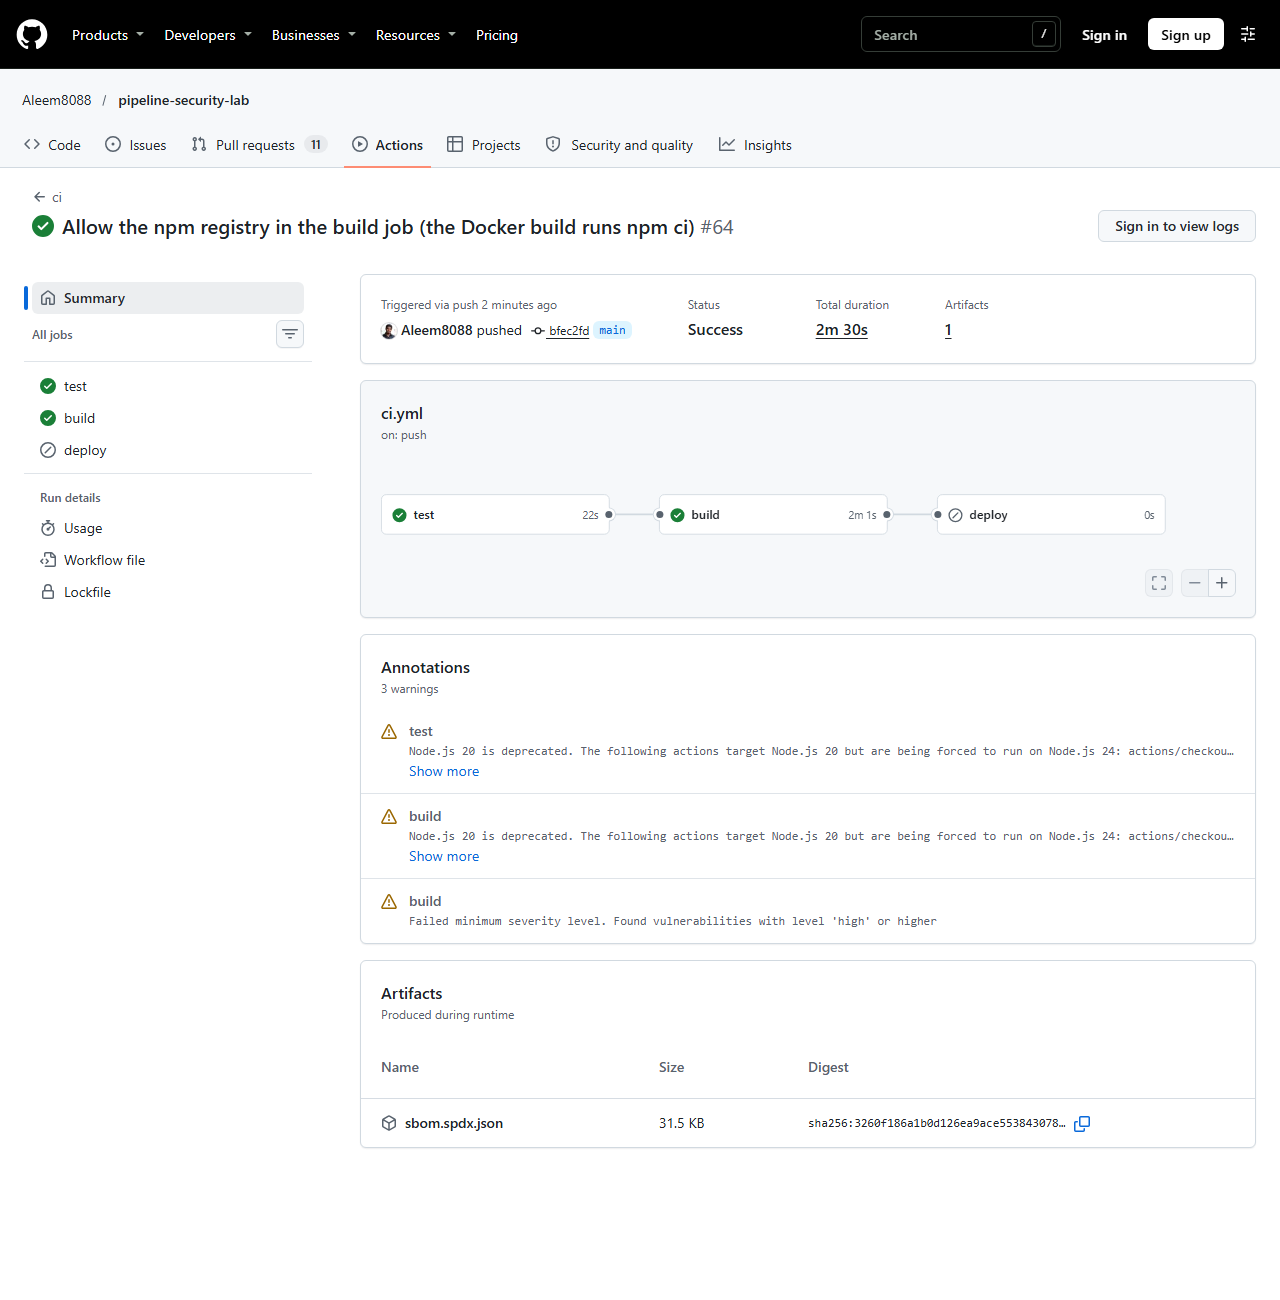 Products Developers Businesses Resources Pricing Search / Sign in Sign up
Aleem8088 / pipeline-security-lab
Code Issues Pull requests 11 Actions Projects Security and quality Insights
ci
Allow the npm registry in the build job (the Docker build runs npm ci) #64
Sign in to view logs
Summary
All jobs
test
build
deploy
Run details
Usage
Workflow file
Lockfile
Triggered via push 2 minutes ago
Aleem8088 pushed bfec2fd main
Status
Success
Total duration
2m 30s
Artifacts
1
ci.yml
on: push
test 22s
build 2m 1s
deploy 0s
Annotations
3 warnings
test
Node.js 20 is deprecated. The following actions target Node.js 20 but are being forced to run on Node.js 24: actions/checkou…
Show more
build
Node.js 20 is deprecated. The following actions target Node.js 20 but are being forced to run on Node.js 24: actions/checkou…
Show more
build
Failed minimum severity level. Found vulnerabilities with level 'high' or higher
Artifacts
Produced during runtime
Name Size Digest
sbom.spdx.json 31.5 KB sha256:3260f186a1b0d126ea9ace553843078…